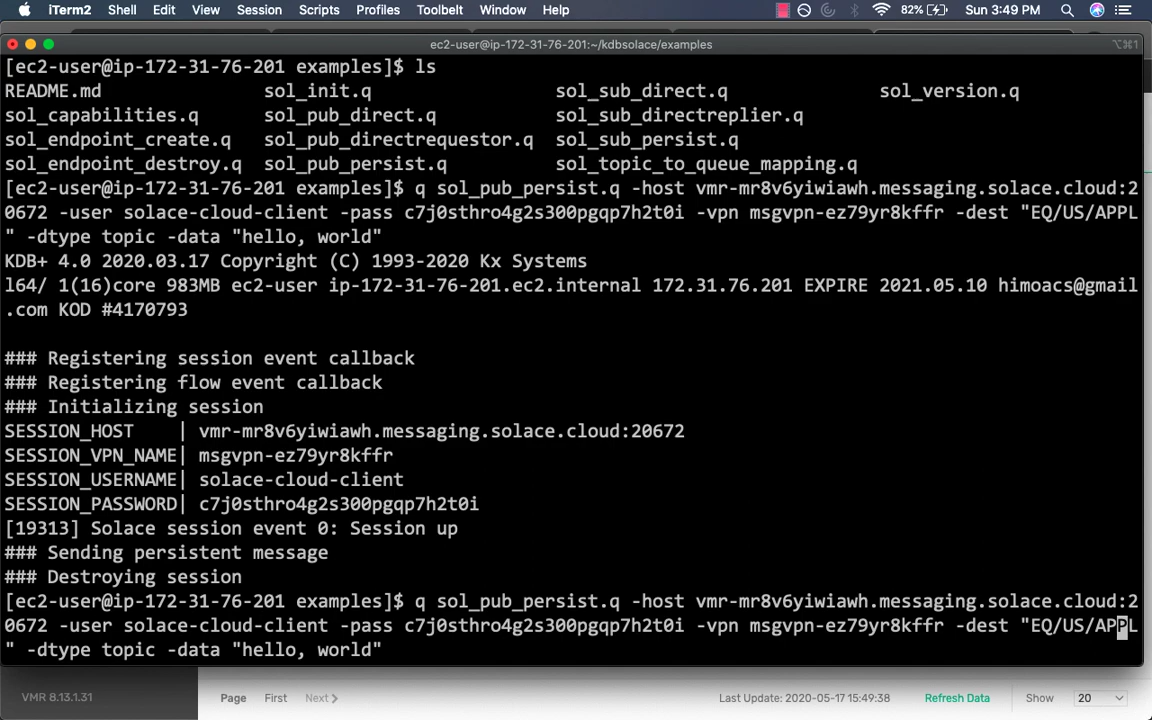 iTerm2 Shell Edit View Session Scripts Profiles Toolbelt Window Help 82% Sun 3:49 PM
ec2-user@ip-172-31-76-201:~/kdbsolace/examples ⌥⌘1
[ec2-user@ip-172-31-76-201 examples]$ ls
README.md sol_init.q sol_sub_direct.q sol_version.q
sol_capabilities.q sol_pub_direct.q sol_sub_directreplier.q
sol_endpoint_create.q sol_pub_directrequestor.q sol_sub_persist.q
sol_endpoint_destroy.q sol_pub_persist.q sol_topic_to_queue_mapping.q
[ec2-user@ip-172-31-76-201 examples]$ q sol_pub_persist.q -host vmr-mr8v6yiwiawh.messaging.solace.cloud:2
0672 -user solace-cloud-client -pass c7j0sthro4g2s300pgqp7h2t0i -vpn msgvpn-ez79yr8kffr -dest "EQ/US/APPL
" -dtype topic -data "hello, world"
KDB+ 4.0 2020.03.17 Copyright (C) 1993-2020 Kx Systems
l64/ 1(16)core 983MB ec2-user ip-172-31-76-201.ec2.internal 172.31.76.201 EXPIRE 2021.05.10 himoacs@gmail
.com KOD #4170793
### Registering session event callback
### Registering flow event callback
### Initializing session
SESSION_HOST | vmr-mr8v6yiwiawh.messaging.solace.cloud:20672
SESSION_VPN_NAME| msgvpn-ez79yr8kffr
SESSION_USERNAME| solace-cloud-client
SESSION_PASSWORD| c7j0sthro4g2s300pgqp7h2t0i
[19313] Solace session event 0: Session up
### Sending persistent message
### Destroying session
[ec2-user@ip-172-31-76-201 examples]$ q sol_pub_persist.q -host vmr-mr8v6yiwiawh.messaging.solace.cloud:2
0672 -user solace-cloud-client -pass c7j0sthro4g2s300pgqp7h2t0i -vpn msgvpn-ez79yr8kffr -dest "EQ/US/APPL
" -dtype topic -data "hello, world"
VMR 8.13.1.31 Page First Next Last Update: 2020-05-17 15:49:38 Refresh Data Show 20